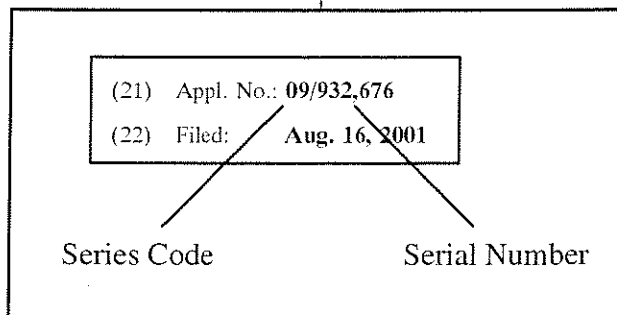 (21) Appl. No.: 09/932,676
(22) Filed: Aug. 16, 2001
Series Code Serial Number